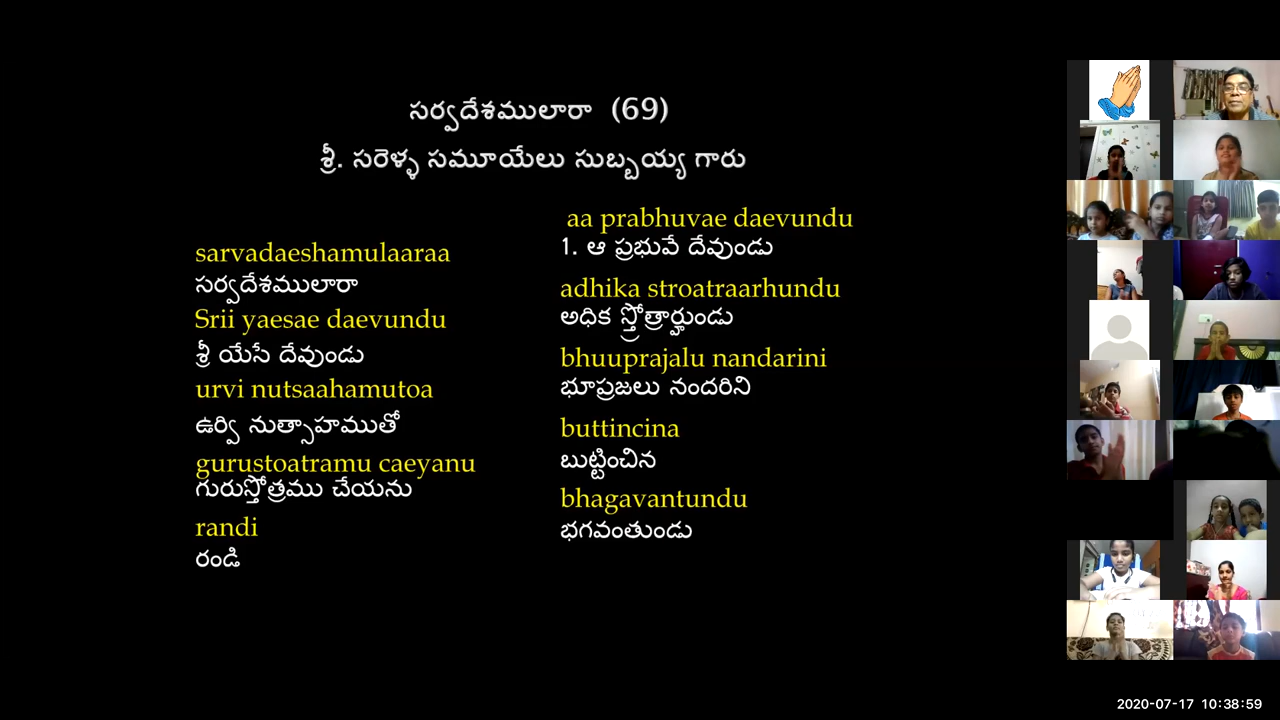 సర్వదేశములారా (69)
శ్రీ. సరెళ్ళ సమూయేలు సుబ్బయ్య గారు
sarvadaeshamulaaraa
సర్వదేశములారా
Srii yaesae daevundu
శ్రీ యేసే దేవుండు
urvi nutsaahamutoa
ఉర్వి నుత్సాహముతో
gurustoatramu caeyanu
గురుస్తోత్రము చేయను
randi
రండి
aa prabhuvae daevundu
1. ఆ ప్రభువే దేవుండు
adhika stroatraarhundu
అధిక స్త్రోత్రార్హుండు
bhuuprajalu nandarini
భూప్రజలు నందరిని
buttincina
బుట్టించిన
bhagavantundu
భగవంతుండు
2020-07-17 10:38:59